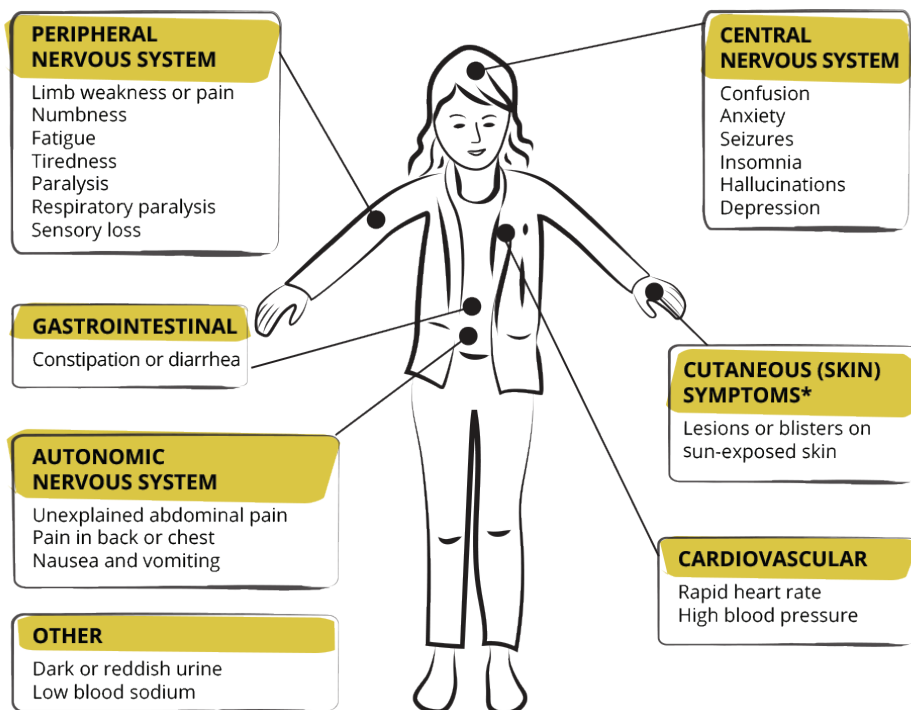 PERIPHERAL
NERVOUS SYSTEM
Limb weakness or pain
Numbness
Fatigue
Tiredness
Paralysis
Respiratory paralysis
Sensory loss
CENTRAL
NERVOUS SYSTEM
Confusion
Anxiety
Seizures
Insomnia
Hallucinations
Depression
GASTROINTESTINAL
Constipation or diarrhea
CUTANEOUS (SKIN)
SYMPTOMS*
Lesions or blisters on
sun-exposed skin
AUTONOMIC
NERVOUS SYSTEM
Unexplained abdominal pain
Pain in back or chest
Nausea and vomiting
CARDIOVASCULAR
Rapid heart rate
High blood pressure
OTHER
Dark or reddish urine
Low blood sodium